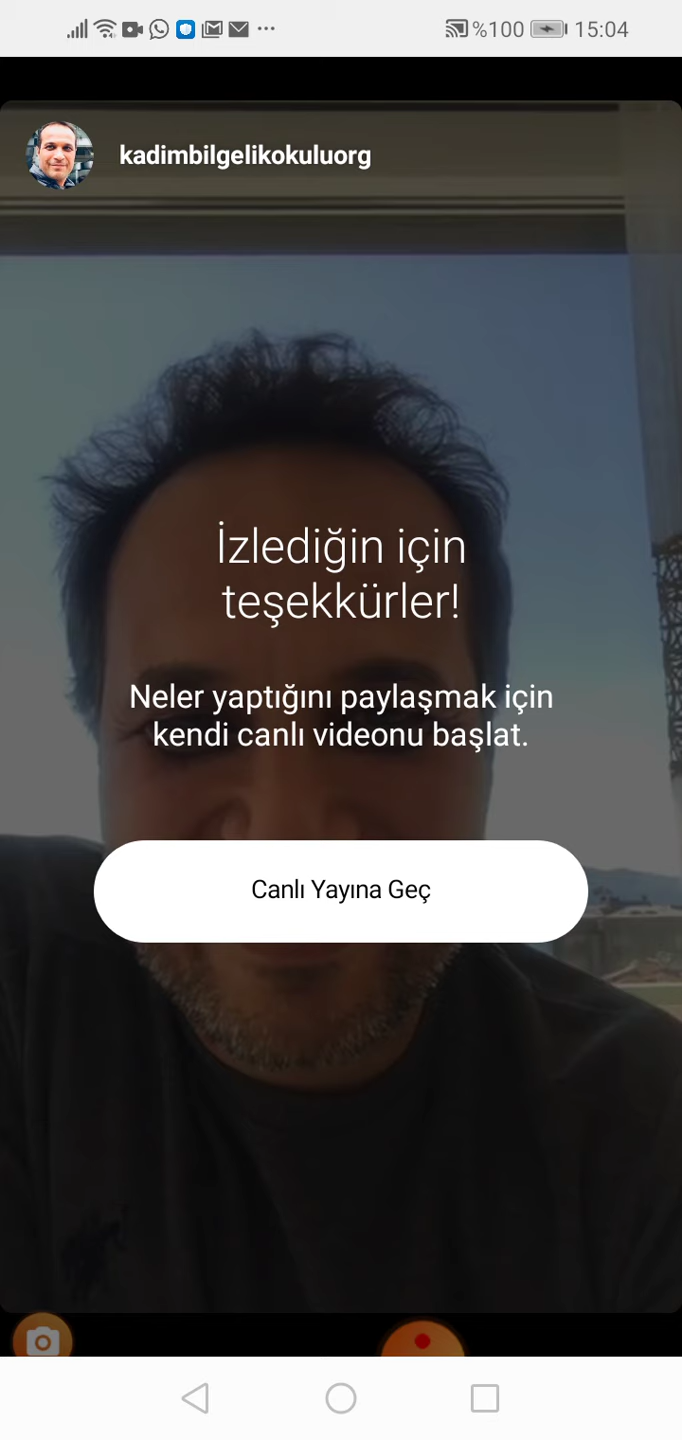 %100 15:04
kadimbilgelikokuluorg
İzlediğin için
teşekkürler!
Neler yaptığını paylaşmak için
kendi canlı videonu başlat.
Canlı Yayına Geç